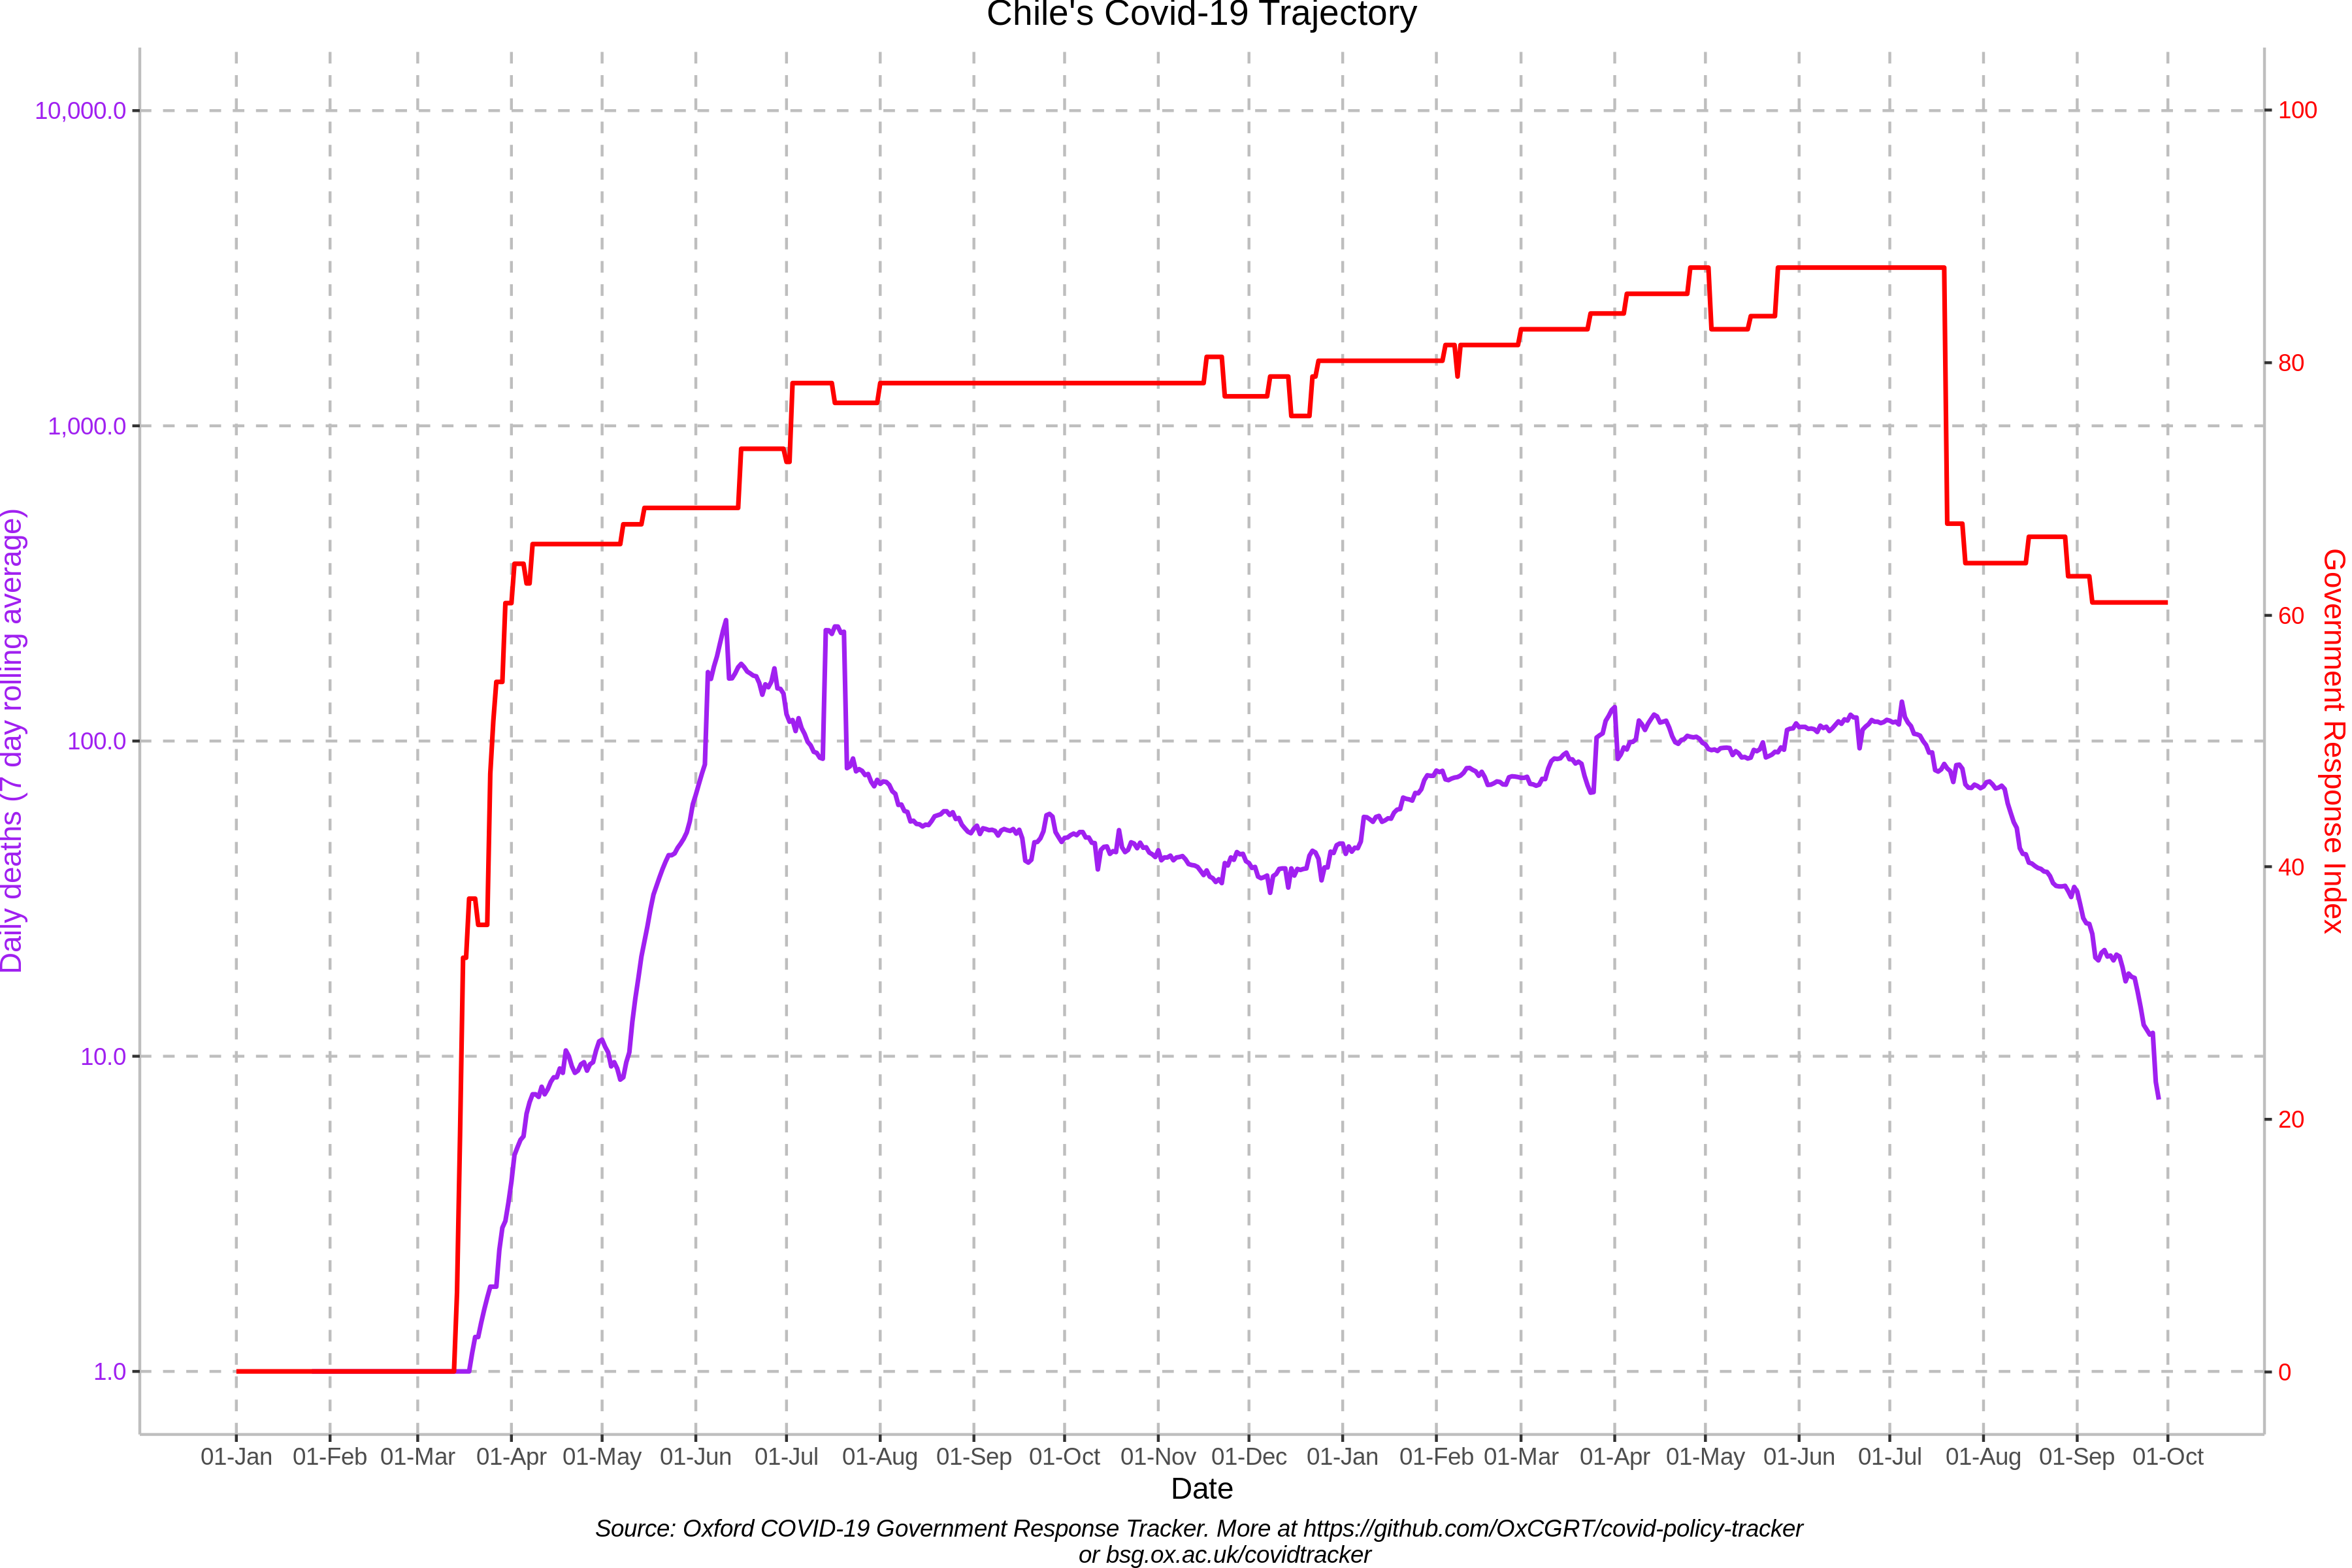 Chile's Covid-19 Trajectory
10,000.0
1,000.0
100.0
10.0
1.0
Daily deaths (7 day rolling average)
100
80
60
40
20
0
Government Response Index
01-Jan 01-Feb 01-Mar 01-Apr 01-May 01-Jun 01-Jul 01-Aug 01-Sep 01-Oct 01-Nov 01-Dec 01-Jan 01-Feb 01-Mar 01-Apr 01-May 01-Jun 01-Jul 01-Aug 01-Sep 01-Oct
Date
Source: Oxford COVID-19 Government Response Tracker. More at https://github.com/OxCGRT/covid-policy-tracker
or bsg.ox.ac.uk/covidtracker